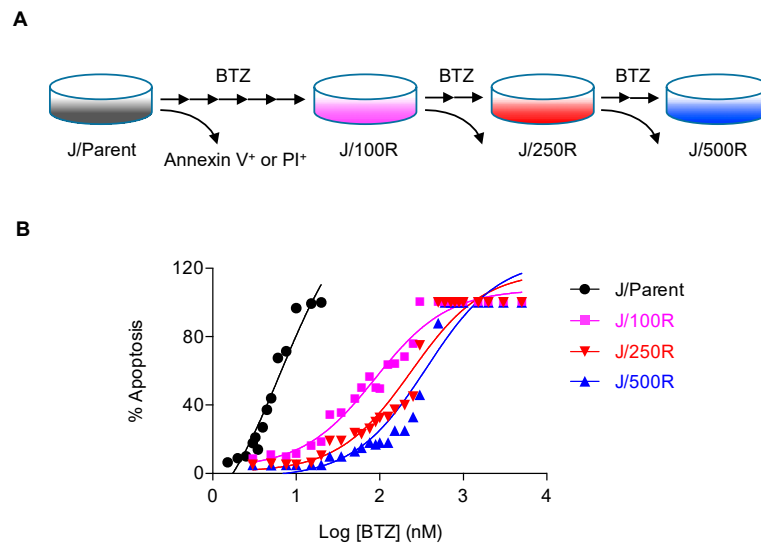 A
BTZ
BTZ
BTZ
J/Parent
Annexin V⁺ or PI⁺
J/100R
J/250R
J/500R
B
% Apoptosis
120
80
40
0
0
1
2
3
4
Log [BTZ] (nM)
J/Parent
J/100R
J/250R
J/500R